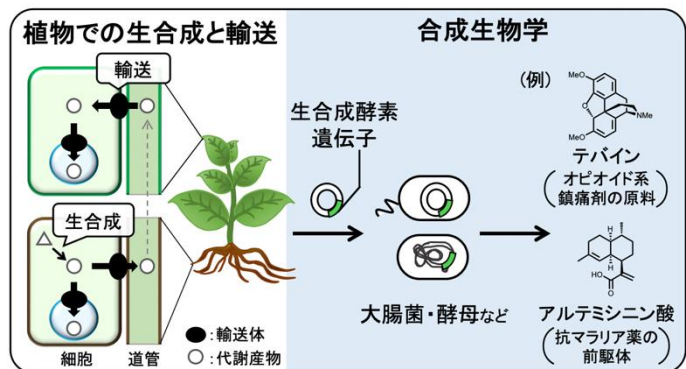 植物での生合成と輸送
輸送
生合成
細胞
道管
●:輸送体
○:代謝産物
合成生物学
生合成酵素
遺伝子
大腸菌・酵母など
(例)
MeO
O
NMe
MeO
テバイン
(オピオイド系
鎮痛剤の原料)
H
H
HO
O
アルテミシニン酸
(抗マラリア薬の
前駆体)